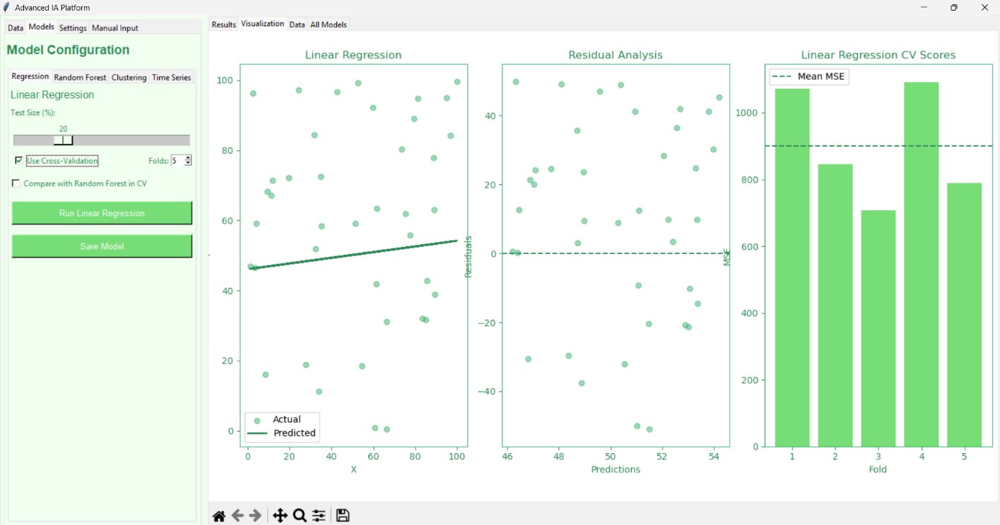 Advanced IA Platform
Data Models Settings Manual Input
Model Configuration
Regression Random Forest Clustering Time Series
Linear Regression
Test Size (%):
20
Use Cross-Validation Folds: 5
Compare with Random Forest in CV
Run Linear Regression
Save Model
Results Visualization Data All Models
Linear Regression
100
80
60
40
20
0
Actual
Predicted
0 20 40 60 80 100
X
Residual Analysis
Residuals
40
20
0
−20
−40
46 48 50 52 54
Predictions
Linear Regression CV Scores
Mean MSE
MSE
1000
800
600
400
200
0
1 2 3 4 5
Fold